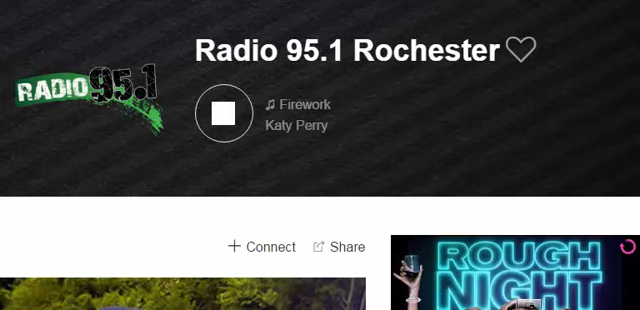 Radio 95.1 Rochester
RADIO 95.1
Firework
Katy Perry
Connect
Share
ROUGH
NIGHT